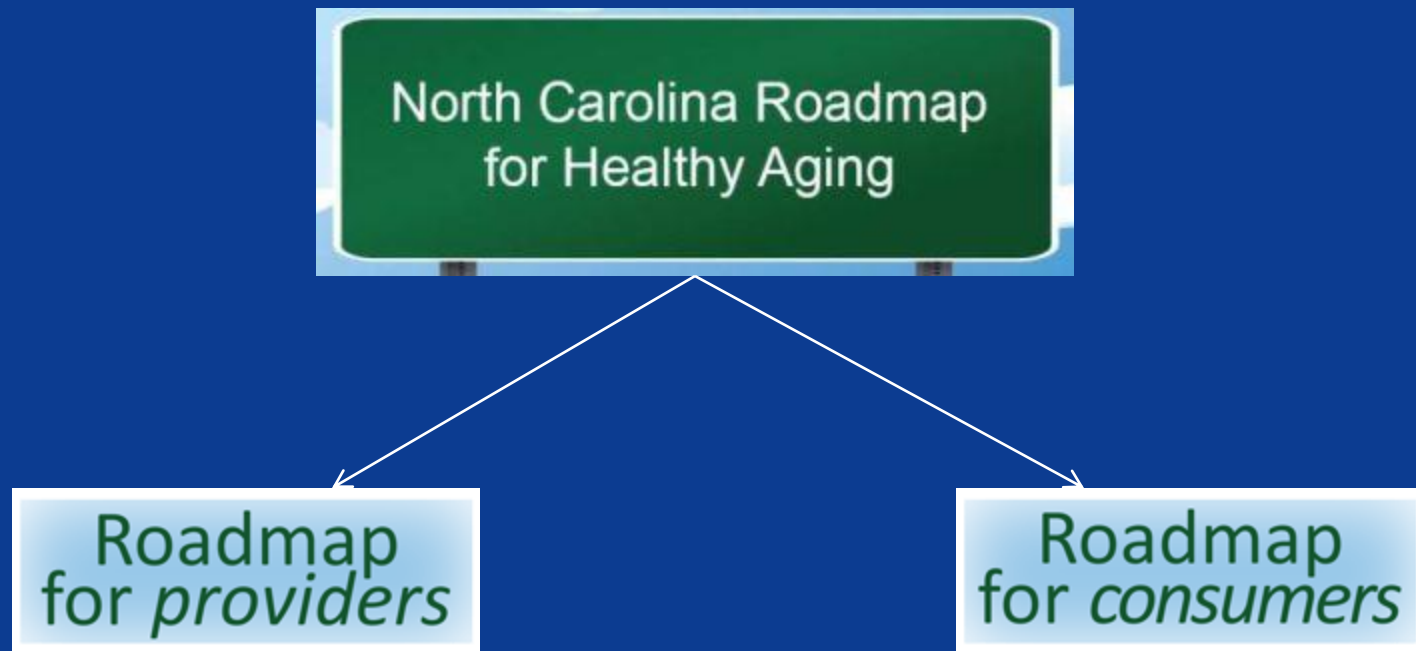 North Carolina Roadmap
for Healthy Aging
Roadmap
for providers
Roadmap
for consumers